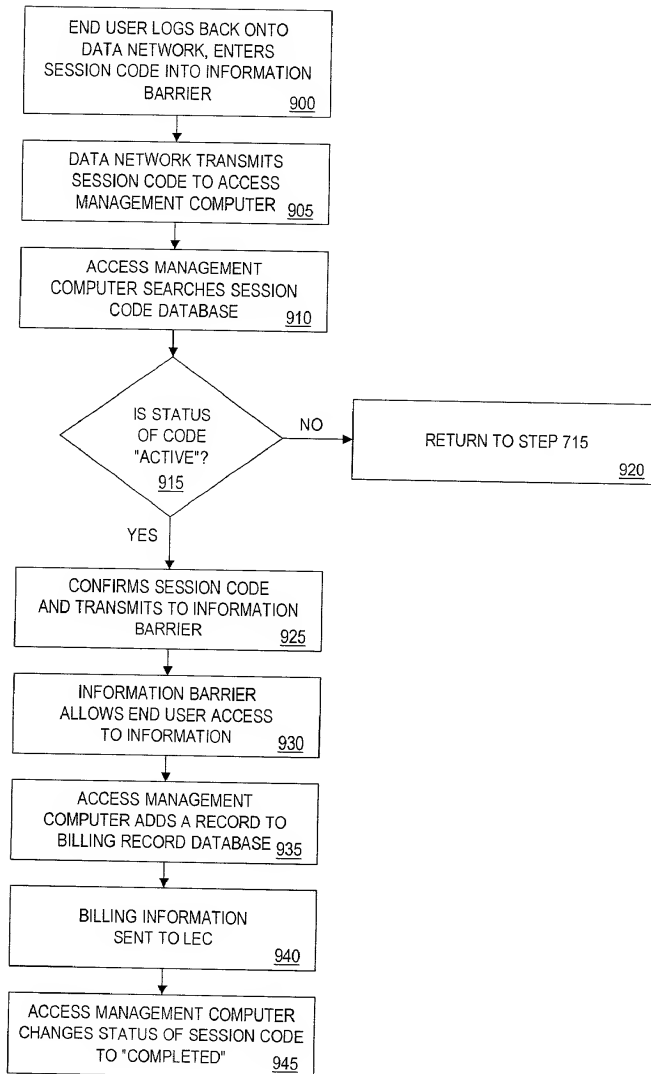 END USER LOGS BACK ONTO
DATA NETWORK, ENTERS
SESSION CODE INTO INFORMATION
BARRIER
900
DATA NETWORK TRANSMITS
SESSION CODE TO ACCESS
MANAGEMENT COMPUTER 905
ACCESS MANAGEMENT
COMPUTER SEARCHES SESSION
CODE DATABASE 910
IS STATUS
OF CODE
"ACTIVE"?
915
NO
RETURN TO STEP 715
920
YES
CONFIRMS SESSION CODE
AND TRANSMITS TO INFORMATION
BARRIER 925
INFORMATION BARRIER
ALLOWS END USER ACCESS
TO INFORMATION 930
ACCESS MANAGEMENT
COMPUTER ADDS A RECORD TO
BILLING RECORD DATABASE 935
BILLING INFORMATION
SENT TO LEC
940
ACCESS MANAGEMENT COMPUTER
CHANGES STATUS OF SESSION CODE
TO "COMPLETED" 945